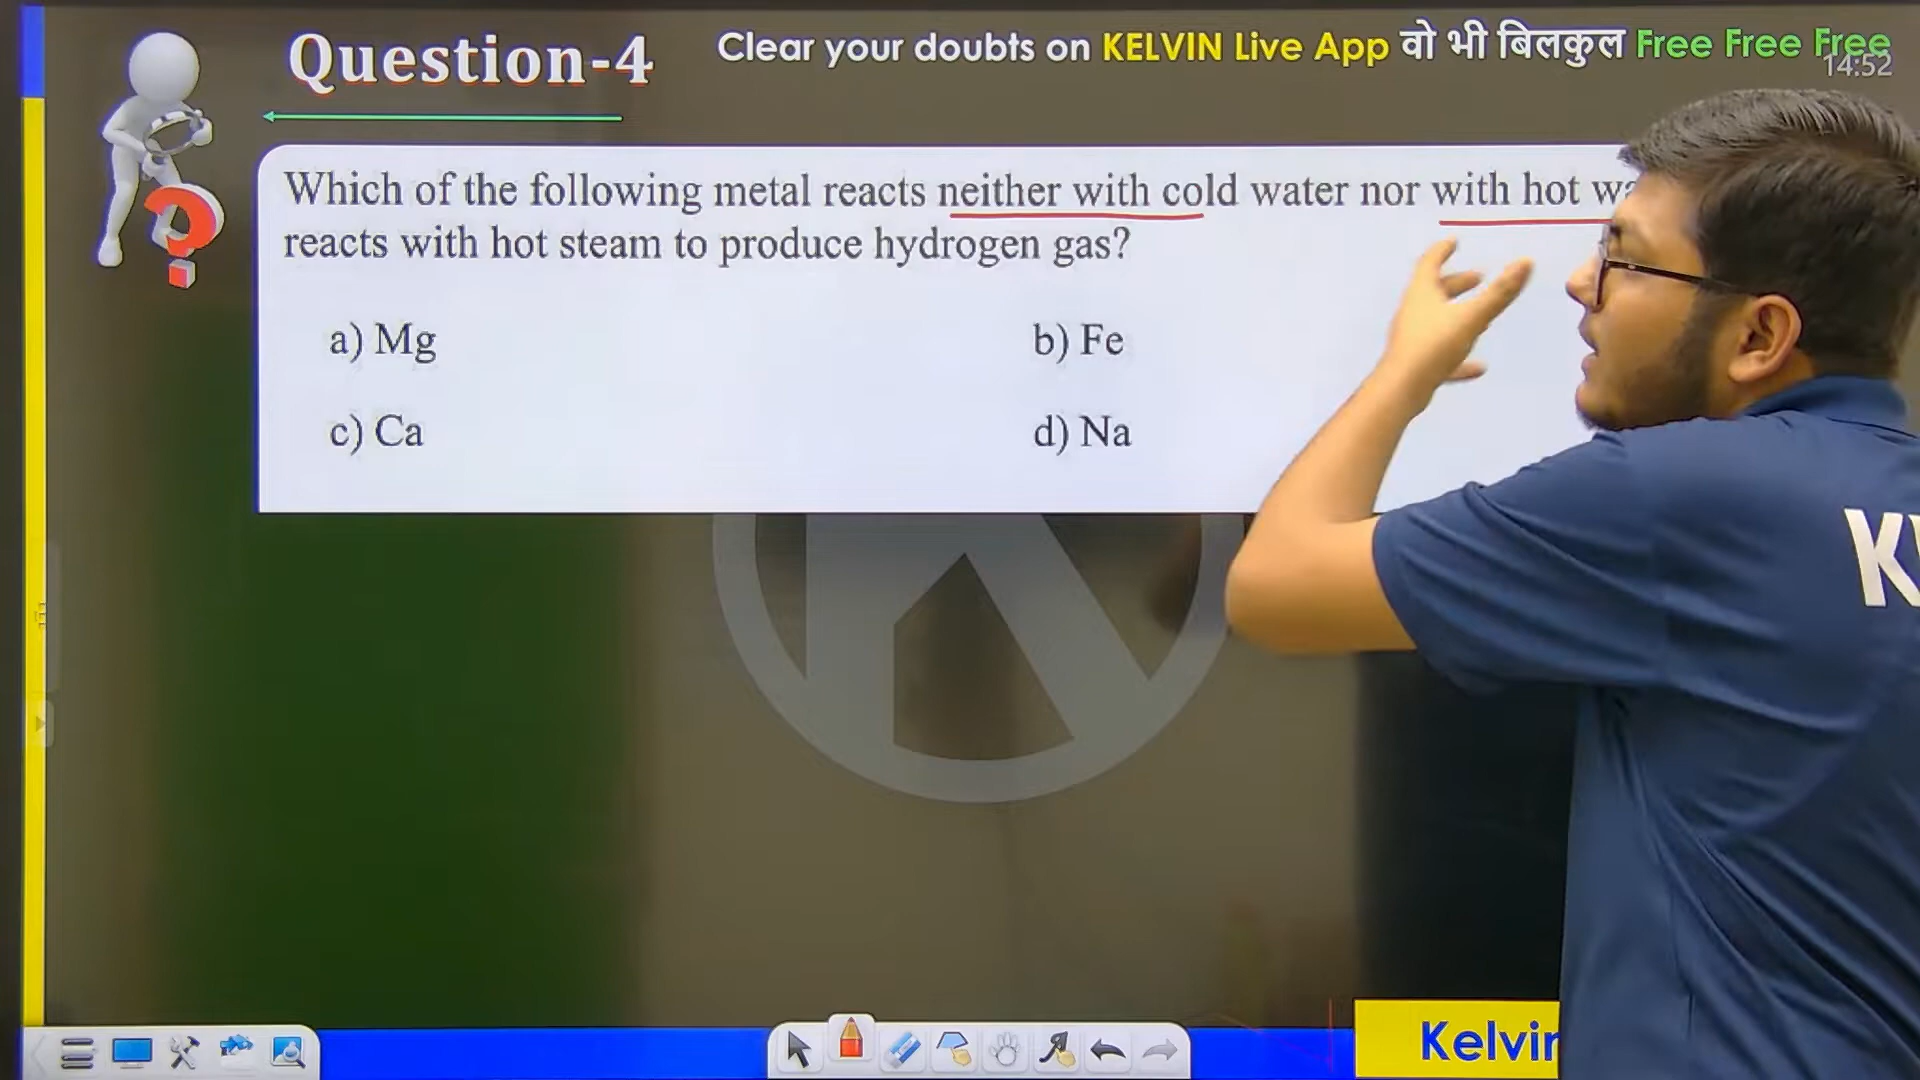 Question-4
Clear your doubts on KELVIN Live App वो भी बिलकुल Free Free Free
14:52
Which of the following metal reacts neither with cold water nor with hot
reacts with hot steam to produce hydrogen gas?
a) Mg
b) Fe
c) Ca
d) Na